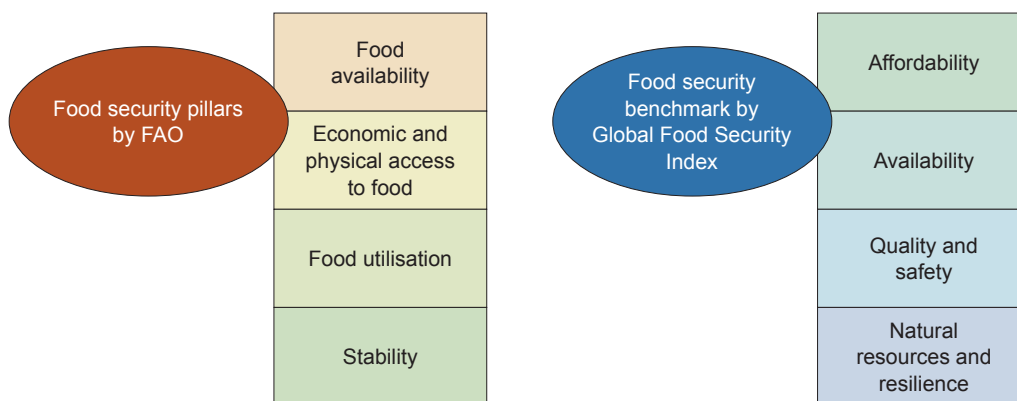 Food security pillars
by FAO
Food
availability
Economic and
physical access
to food
Food utilisation
Stability
Food security
benchmark by
Global Food Security
Index
Affordability
Availability
Quality and
safety
Natural
resources and
resilience